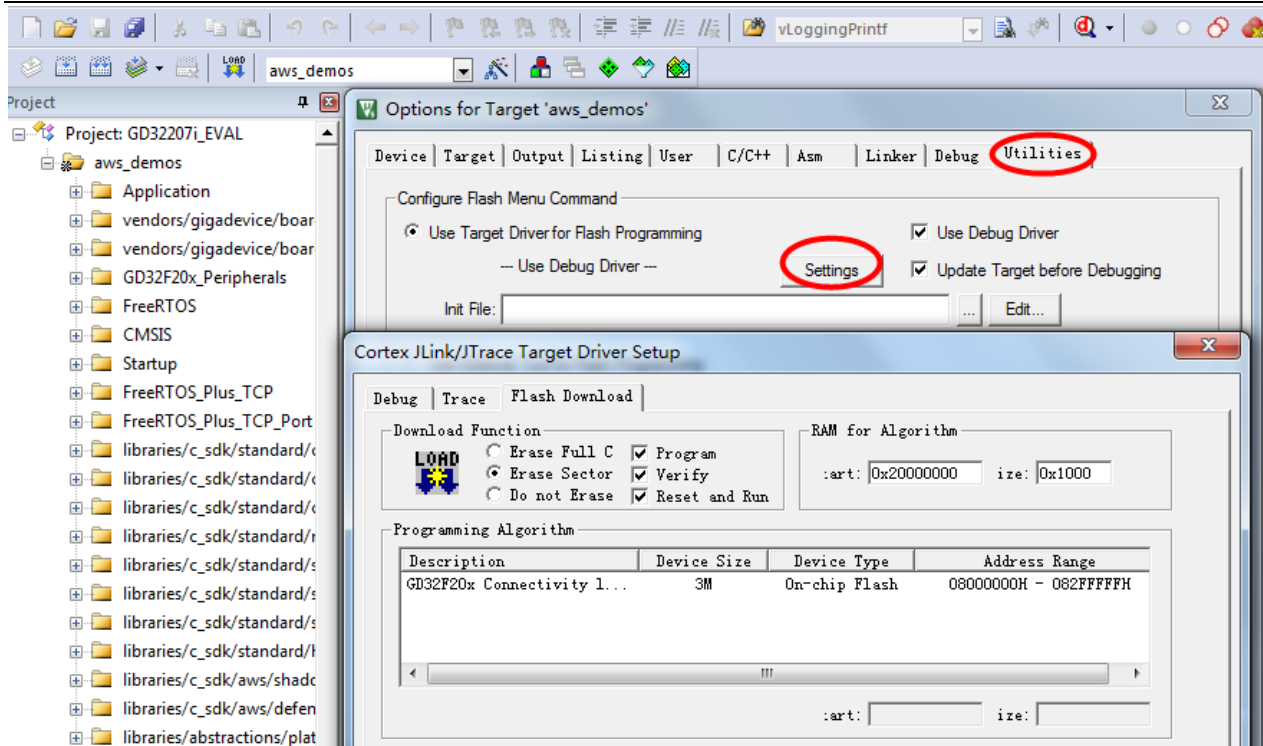 vLoggingPrintf
LOAD
aws_demos
Project
Project: GD32207i_EVAL
aws_demos
Application
vendors/gigadevice/boar
vendors/gigadevice/boar
GD32F20x_Peripherals
FreeRTOS
CMSIS
Startup
FreeRTOS_Plus_TCP
FreeRTOS_Plus_TCP_Port
libraries/c_sdk/standard/c
libraries/c_sdk/standard/c
libraries/c_sdk/standard/c
libraries/c_sdk/standard/r
libraries/c_sdk/standard/s
libraries/c_sdk/standard/s
libraries/c_sdk/standard/s
libraries/c_sdk/standard/h
libraries/c_sdk/aws/shadc
libraries/c_sdk/aws/defen
libraries/abstractions/plat
Options for Target 'aws_demos'
Device Target Output Listing User C/C++ Asm Linker Debug Utilities
Configure Flash Menu Command
Use Target Driver for Flash Programming Use Debug Driver
--- Use Debug Driver --- Settings Update Target before Debugging
Init File: ... Edit...
Cortex JLink/JTrace Target Driver Setup
Debug Trace Flash Download
Download Function
LOAD
Erase Full C Program
Erase Sector Verify
Do not Erase Reset and Run
RAM for Algorithm
:art: 0x20000000 ize: 0x1000
Programming Algorithm
Description Device Size Device Type Address Range
GD32F20x Connectivity l... 3M On-chip Flash 08000000H - 082FFFFFH
:art: ize: